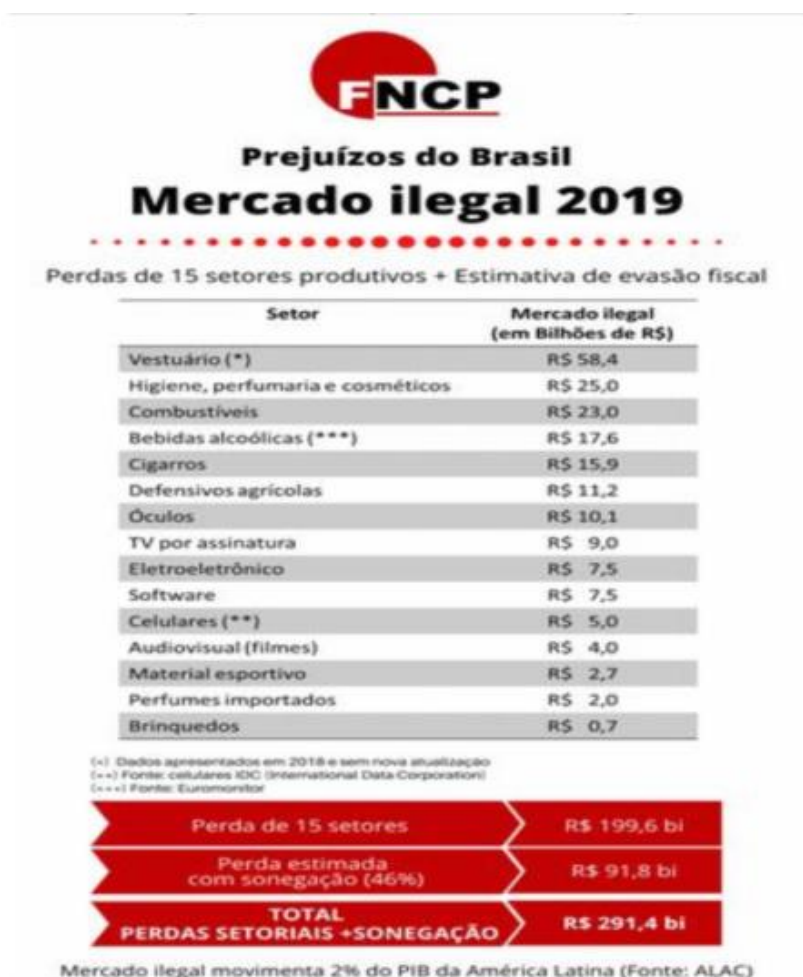 FNCP
Prejuízos do Brasil
Mercado ilegal 2019
Perdas de 15 setores produtivos + Estimativa de evasão fiscal
Setor Mercado ilegal
(em Bilhões de R$)
Vestuário (*) R$ 58,4
Higiene, perfumaria e cosméticos R$ 25,0
Combustíveis R$ 23,0
Bebidas alcoólicas (***) R$ 17,6
Cigarros R$ 15,9
Defensivos agrícolas R$ 11,2
Óculos R$ 10,1
TV por assinatura R$ 9,0
Eletroeletrônico R$ 7,5
Software R$ 7,5
Celulares (**) R$ 5,0
Audiovisual (filmes) R$ 4,0
Material esportivo R$ 2,7
Perfumes importados R$ 2,0
Brinquedos R$ 0,7
(*) Dados apresentados em 2018 e sem nova atualização
(**) Fonte: celulares IDC (International Data Corporation)
(***) Fonte: Euromonitor
Perda de 15 setores R$ 199,6 bi
Perda estimada
com sonegação (46%) R$ 91,8 bi
TOTAL
PERDAS SETORIAIS +SONEGAÇÃO R$ 291,4 bi
Mercado ilegal movimenta 2% do PIB da América Latina (Fonte: ALAC)